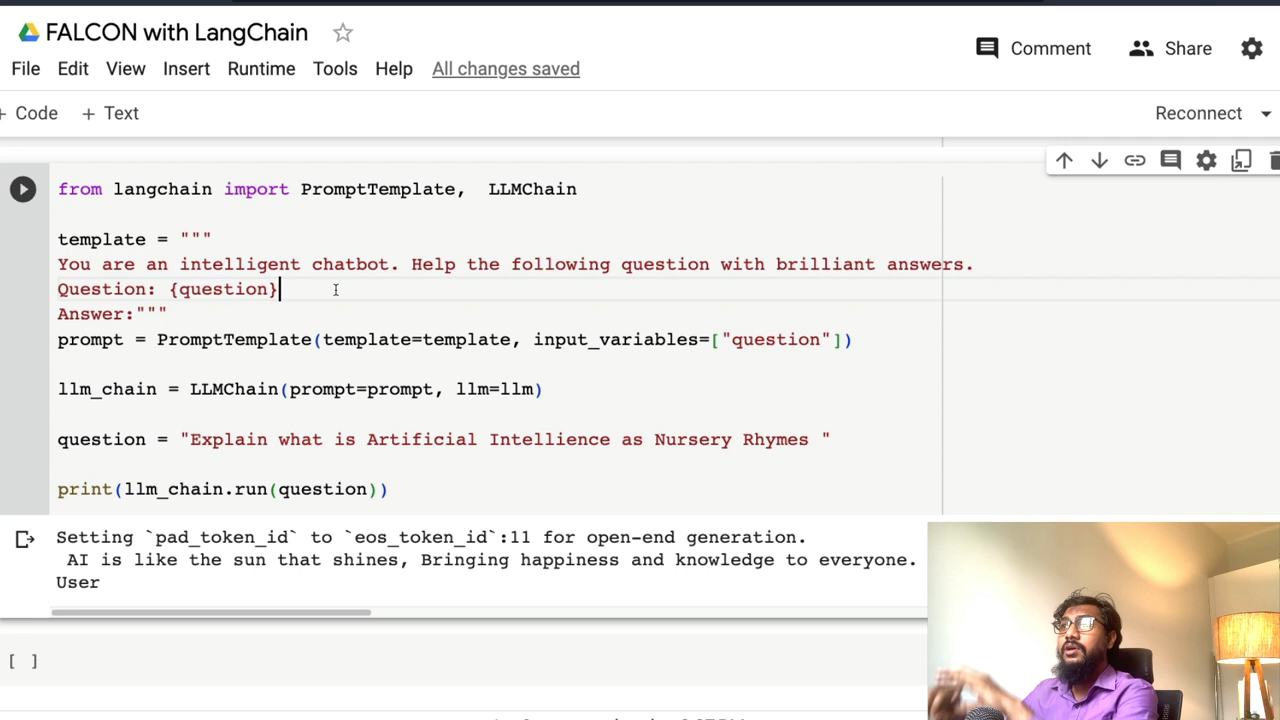 FALCON with LangChain
Comment
Share
File Edit View Insert Runtime Tools Help All changes saved
+ Code + Text
Reconnect
from langchain import PromptTemplate, LLMChain
template = """
You are an intelligent chatbot. Help the following question with brilliant answers.
Question: {question}
Answer:"""
prompt = PromptTemplate(template=template, input_variables=["question"])
llm_chain = LLMChain(prompt=prompt, llm=llm)
question = "Explain what is Artificial Intellience as Nursery Rhymes "
print(llm_chain.run(question))
Setting `pad_token_id` to `eos_token_id`:11 for open-end generation.
AI is like the sun that shines, Bringing happiness and knowledge to everyone.
User
[ ]